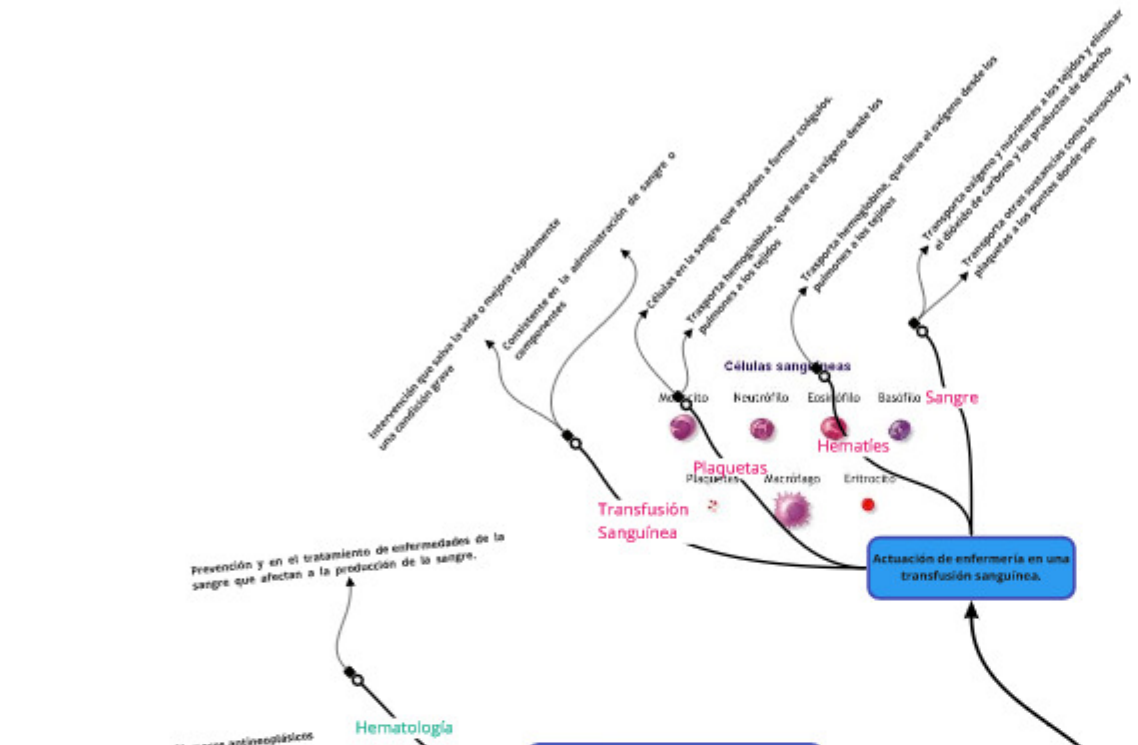 Transporta oxígeno y nutrientes a los tejidos y eliminar
el dióxido de carbono y los productos de desecho
Transporta otras sustancias como leucocitos y
plaquetas a los puntos donde son
Trasporta hemoglobina, que lleva el oxígeno desde los
pulmones a los tejidos
Células en la sangre que ayudan a formar coágulos.
Trasporta hemoglobina, que lleva el oxígeno desde los
pulmones a los tejidos
Consistente en la administración de sangre o
componentes
Intervención que salva la vida o mejora rápidamente
una condición grave
Células sanguíneas
Neutrófilo Eosinófilo Basófilo
Sangre
Hematíes
Plaquetas
Plaquetas Macrófago Eritrocito
Transfusión
Sanguínea
Actuación de enfermería en una
transfusión sanguínea.
Prevención y en el tratamiento de enfermedades de la
sangre que afectan a la producción de la sangre.
Hematología
antineoplásicos